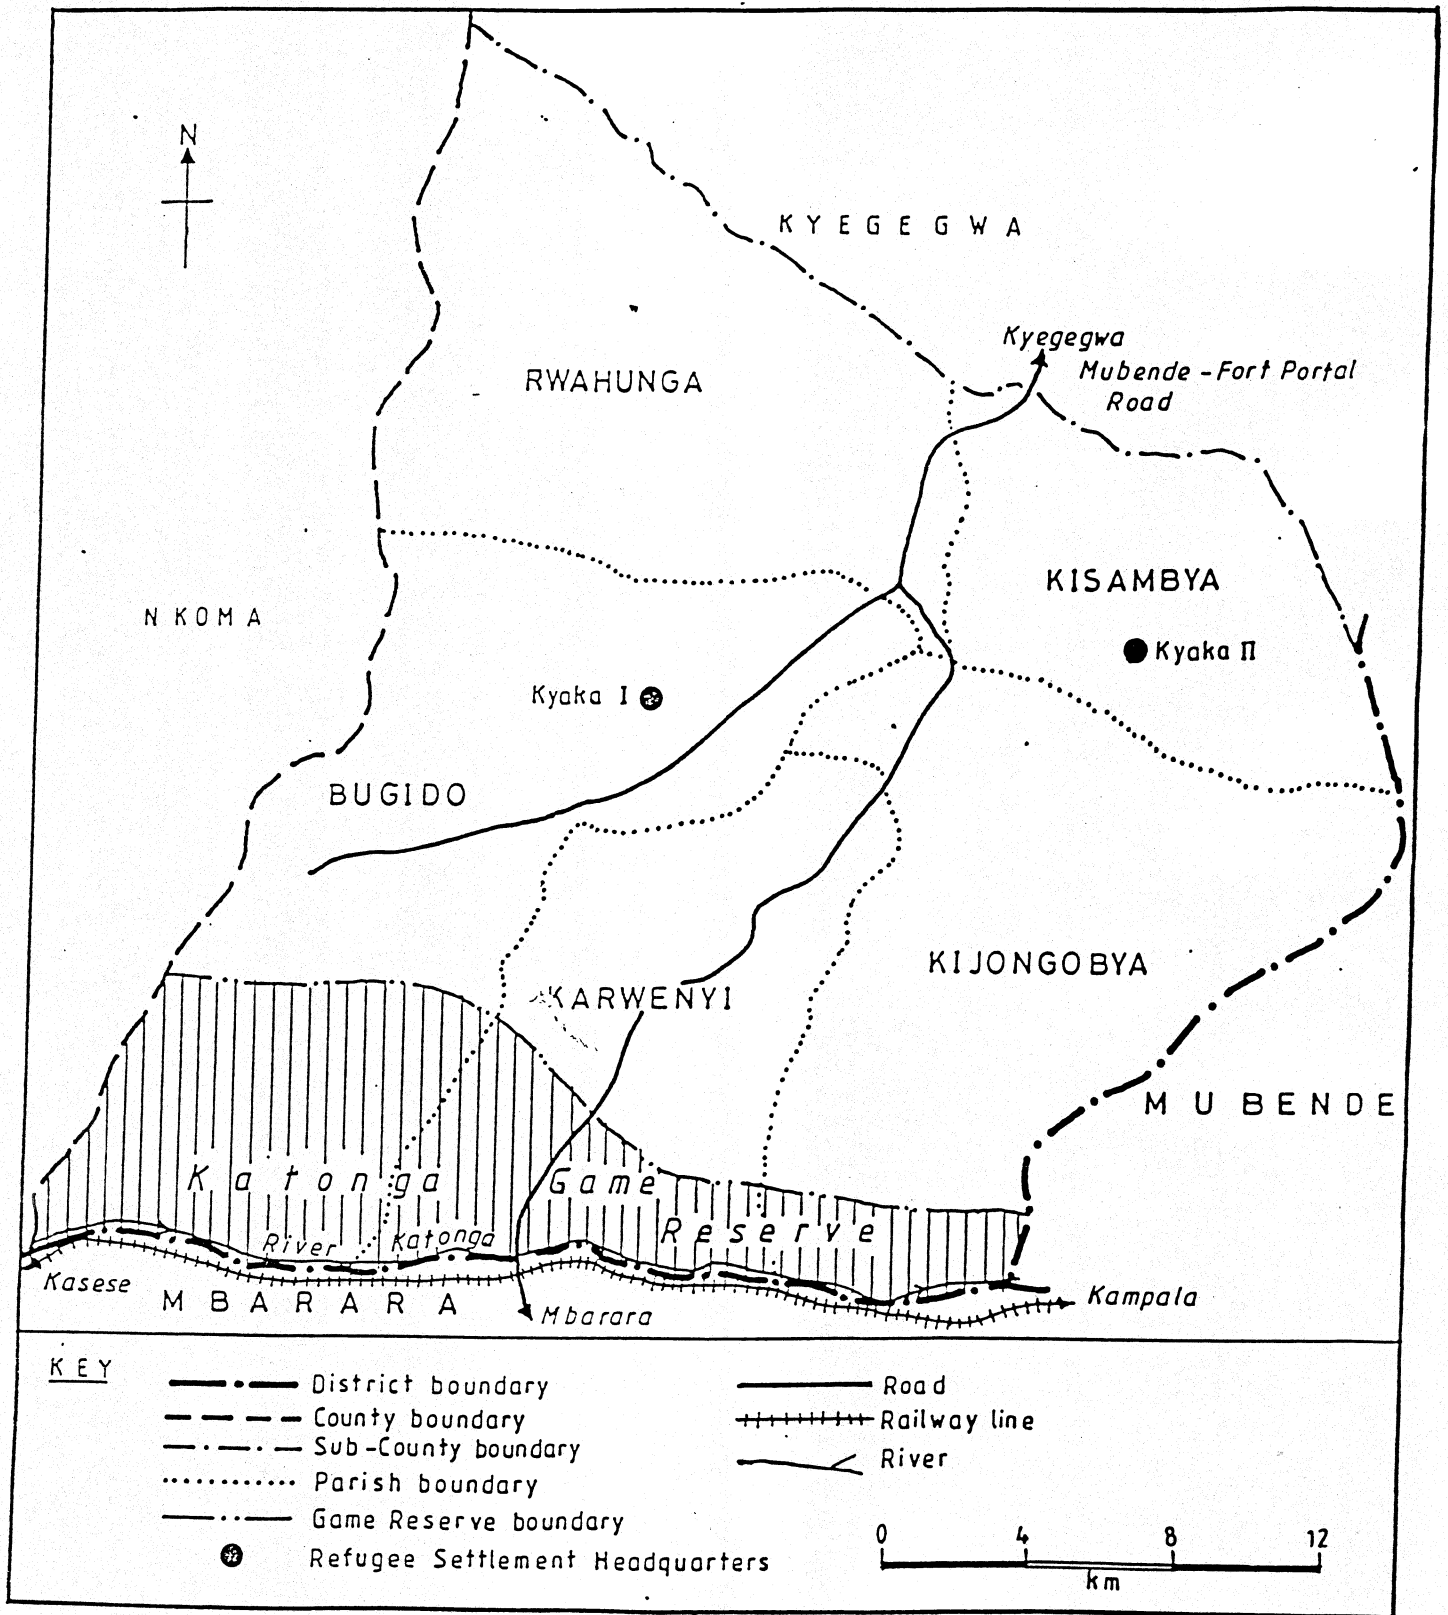 N
KYEGEGWA
Kyegegwa
Mubende - Fort Portal
Road
RWAHUNGA
KISAMBYA
NKOMA
Kyaka II
Kyaka I
BUGIDO
KIJONGOBYA
KARWENYI
MUBENDE
Katonga Game
Reserve
River Katonga
Kasese
MBARARA
Mbarara
Kampala
KEY
District boundary
County boundary
Sub-County boundary
Parish boundary
Game Reserve boundary
Refugee Settlement Headquarters
Road
Railway line
River
0 4 8 12
km